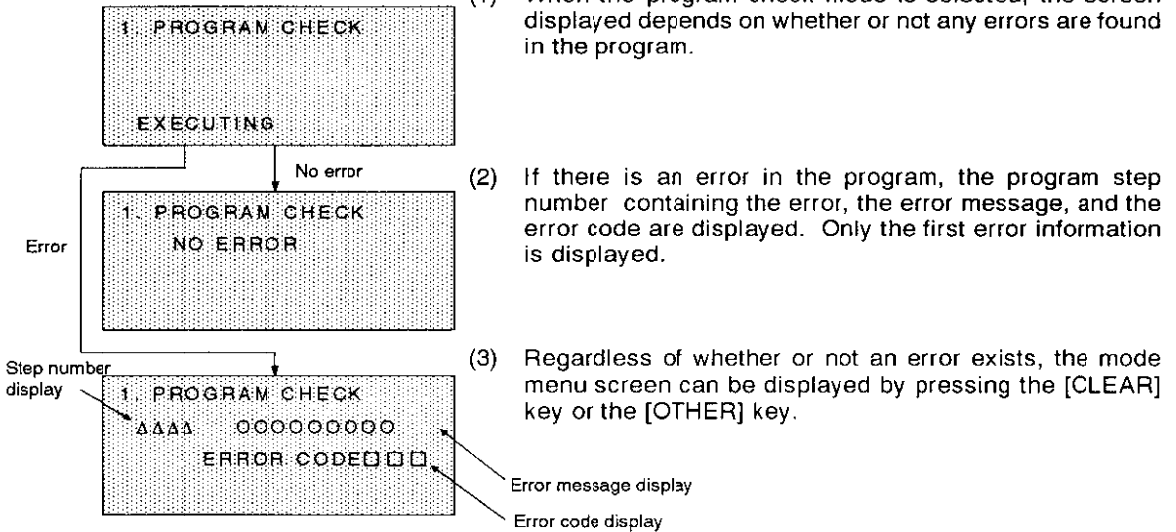 1. PROGRAM CHECK
EXECUTING
No error
1. PROGRAM CHECK
NO ERROR
Error
Step number
display
1. PROGRAM CHECK
ΔΔΔΔ OOOOOOOOO
ERROR CODE□□□
Error message display
Error code display
displayed depends on whether or not any errors are found
in the program.
(2) If there is an error in the program, the program step
number containing the error, the error message, and the
error code are displayed. Only the first error information
is displayed.
(3) Regardless of whether or not an error exists, the mode
menu screen can be displayed by pressing the [CLEAR]
key or the [OTHER] key.